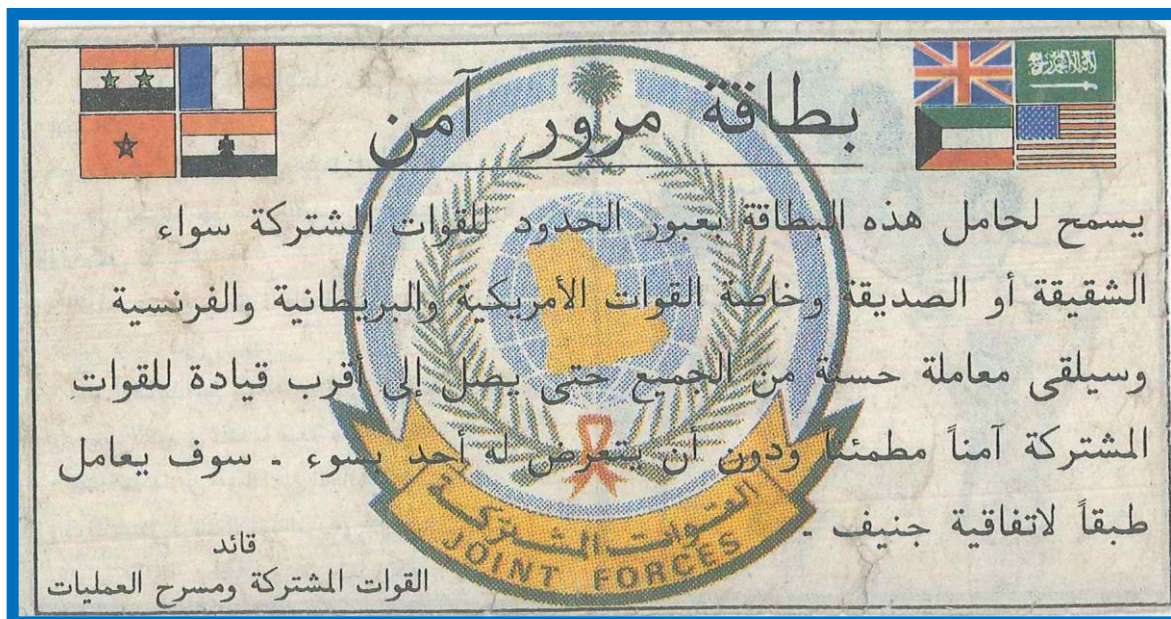 بطاقة مرور آمن
يسمح لحامل هذه البطاقة بعبور الحدود للقوات المشتركة سواء
الشقيقة أو الصديقة وخاصة القوات الأمريكية والبريطانية والفرنسية
وسيلقى معاملة حسنة من الجميع حتى يصل إلى أقرب قيادة للقوات
المشتركة آمناً مطمئنا ودون أن يتعرض له أحد بسوء - سوف يعامل
طبقاً لاتفاقية جنيف -
قائد
القوات المشتركة ومسرح العمليات
القوات المشتركة
JOINT FORCES